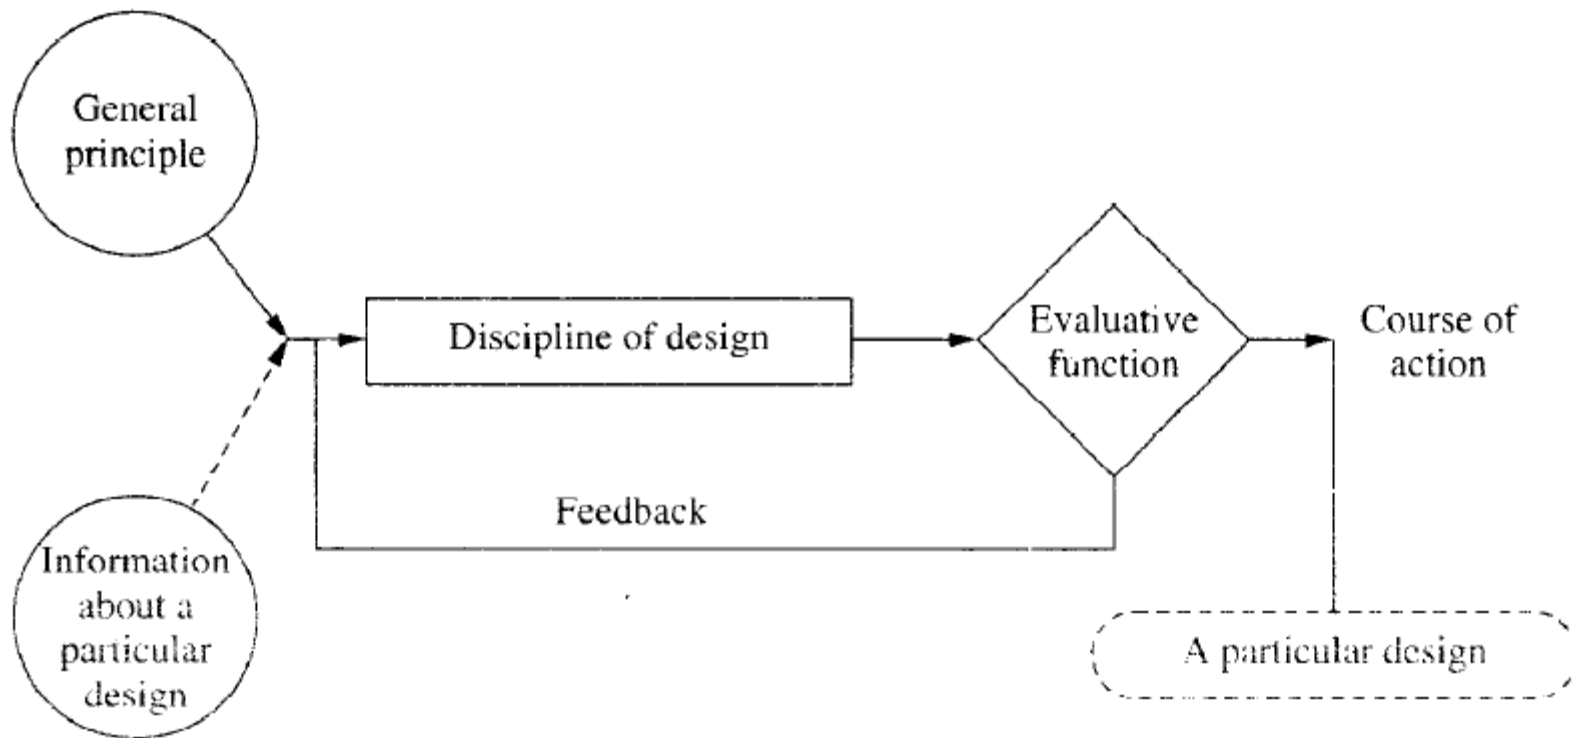 General
principle
Discipline of design
Evaluative
function
Course of
action
Feedback
Information
about a
particular
design
A particular design